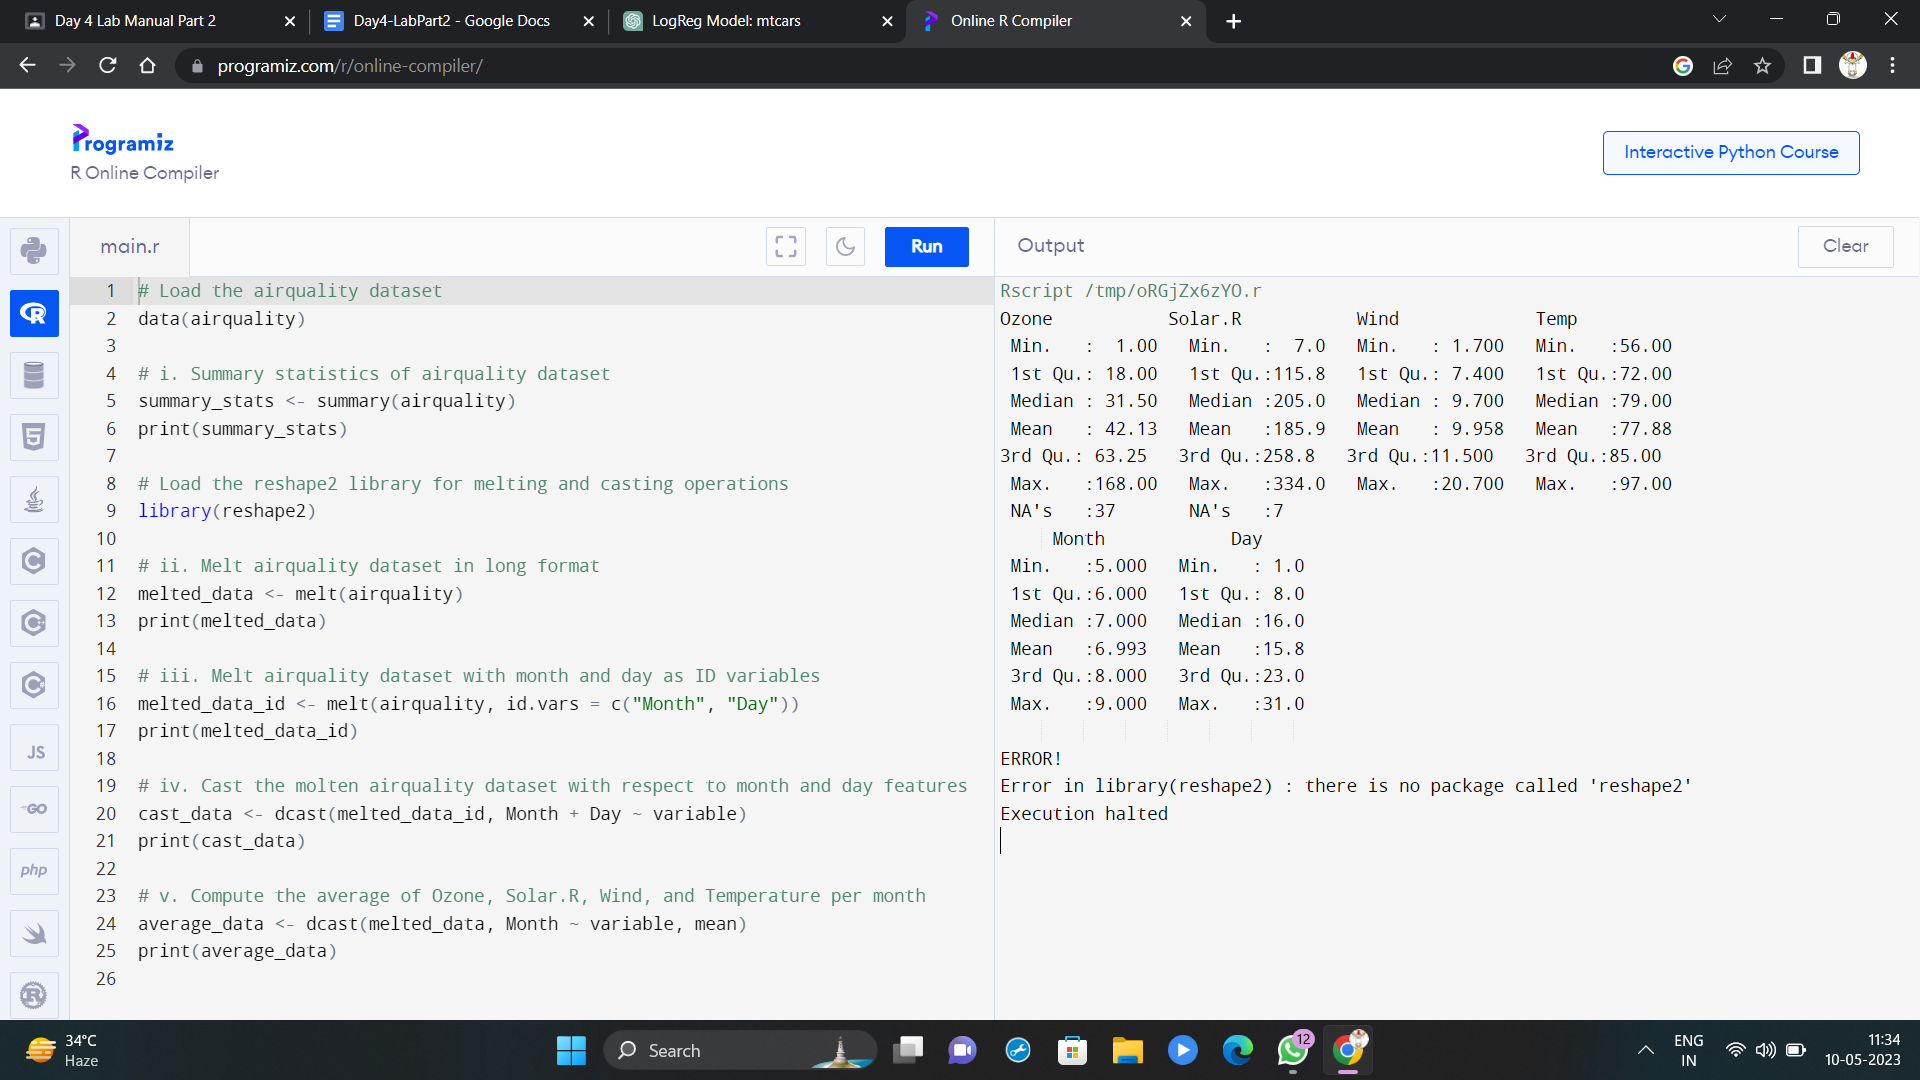 Day 4 Lab Manual Part 2
Day4-LabPart2 - Google Docs
LogReg Model: mtcars
Online R Compiler
programiz.com/r/online-compiler/
Programiz
R Online Compiler
Interactive Python Course
main.r
Run
Output
Clear
1 # Load the airquality dataset
2 data(airquality)
3
4 # i. Summary statistics of airquality dataset
5 summary_stats <- summary(airquality)
6 print(summary_stats)
7
8 # Load the reshape2 library for melting and casting operations
9 library(reshape2)
10
11 # ii. Melt airquality dataset in long format
12 melted_data <- melt(airquality)
13 print(melted_data)
14
15 # iii. Melt airquality dataset with month and day as ID variables
16 melted_data_id <- melt(airquality, id.vars = c("Month", "Day"))
17 print(melted_data_id)
18
19 # iv. Cast the molten airquality dataset with respect to month and day features
20 cast_data <- dcast(melted_data_id, Month + Day ~ variable)
21 print(cast_data)
22
23 # v. Compute the average of Ozone, Solar.R, Wind, and Temperature per month
24 average_data <- dcast(melted_data, Month ~ variable, mean)
25 print(average_data)
26
Rscript /tmp/oRGjZx6zYO.r
Ozone Solar.R Wind Temp
Min. : 1.00 Min. : 7.0 Min. : 1.700 Min. :56.00
1st Qu.: 18.00 1st Qu.:115.8 1st Qu.: 7.400 1st Qu.:72.00
Median : 31.50 Median :205.0 Median : 9.700 Median :79.00
Mean : 42.13 Mean :185.9 Mean : 9.958 Mean :77.88
3rd Qu.: 63.25 3rd Qu.:258.8 3rd Qu.:11.500 3rd Qu.:85.00
Max. :168.00 Max. :334.0 Max. :20.700 Max. :97.00
NA's :37 NA's :7
Month Day
Min. :5.000 Min. : 1.0
1st Qu.:6.000 1st Qu.: 8.0
Median :7.000 Median :16.0
Mean :6.993 Mean :15.8
3rd Qu.:8.000 3rd Qu.:23.0
Max. :9.000 Max. :31.0
ERROR!
Error in library(reshape2) : there is no package called 'reshape2'
Execution halted
JS
GO
php
34°C
Haze
Search
12
ENG
IN
11:34
10-05-2023